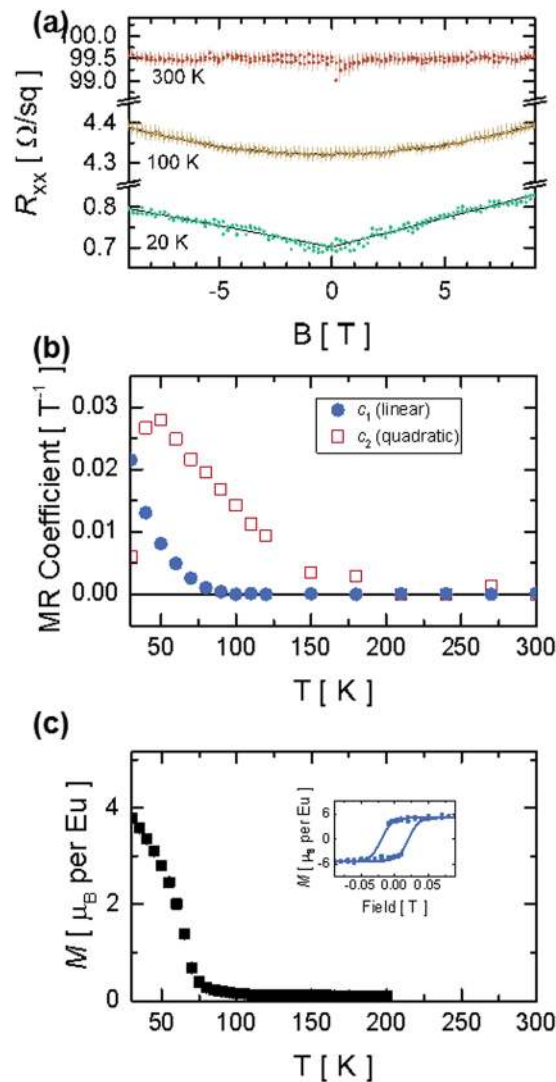 (a)
100.0
99.5
99.0
300 K
4.4
4.3
100 K
0.8
0.7
20 K
R_xx [ Ω/sq ]
-5 0 5
B [ T ]
(b)
0.03
0.02
0.01
0.00
MR Coefficient [ T⁻¹ ]
c₁ (linear)
c₂ (quadratic)
50 100 150 200 250 300
T [ K ]
(c)
4
2
0
M [ μ_B per Eu ]
6
0
-6
M [ μ_B per Eu ]
-0.05 0.00 0.05
Field [ T ]
50 100 150 200 250 300
T [ K ]